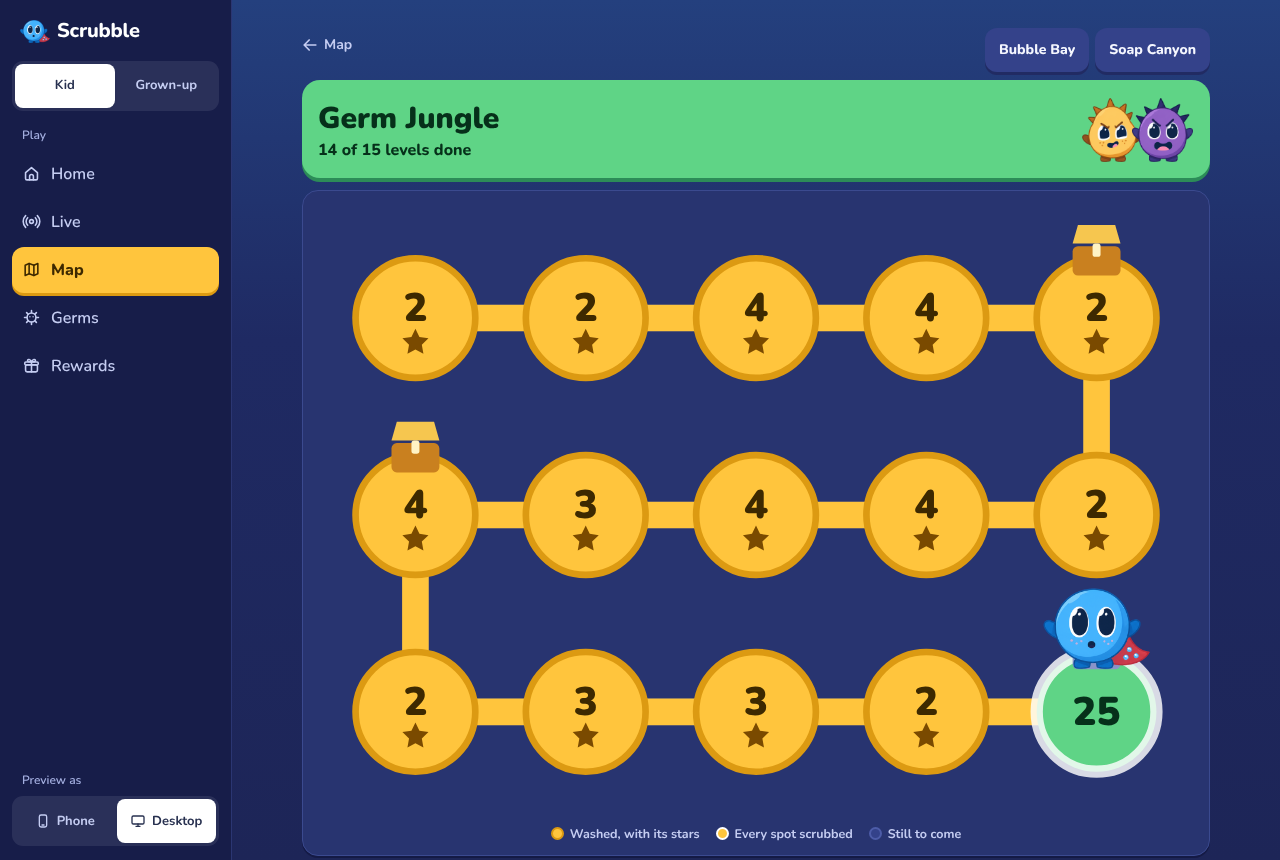 Scrubble
Kid
Grown-up
Play
Home
Live
Map
Germs
Rewards
Preview as
Phone
Desktop
Map
Bubble Bay
Soap Canyon
Germ Jungle
14 of 15 levels done
2
2
4
4
2
4
3
4
4
2
2
3
3
2
25
Washed, with its stars
Every spot scrubbed
Still to come